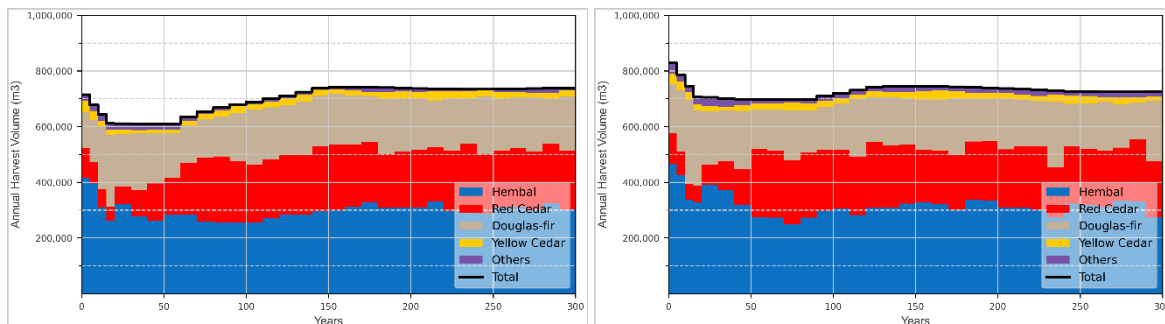 1,000,000
800,000
600,000
400,000
200,000
Annual Harvest Volume (m3)
0
50
100
150
200
250
300
Years
Hembal
Red Cedar
Douglas-fir
Yellow Cedar
Others
Total
1,000,000
800,000
600,000
400,000
200,000
Annual Harvest Volume (m3)
0
50
100
150
200
250
300
Years
Hembal
Red Cedar
Douglas-fir
Yellow Cedar
Others
Total